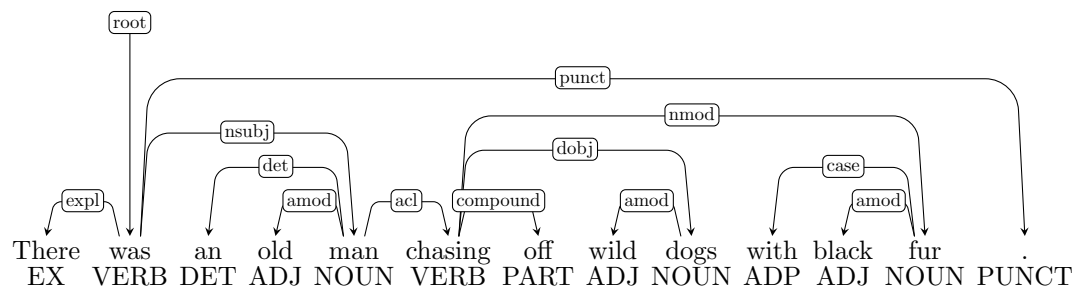 root
punct
nmod
nsubj
dobj
det
case
expl
amod
acl
compound
amod
amod
There was an old man chasing off wild dogs with black fur .
EX VERB DET ADJ NOUN VERB PART ADJ NOUN ADP ADJ NOUN PUNCT